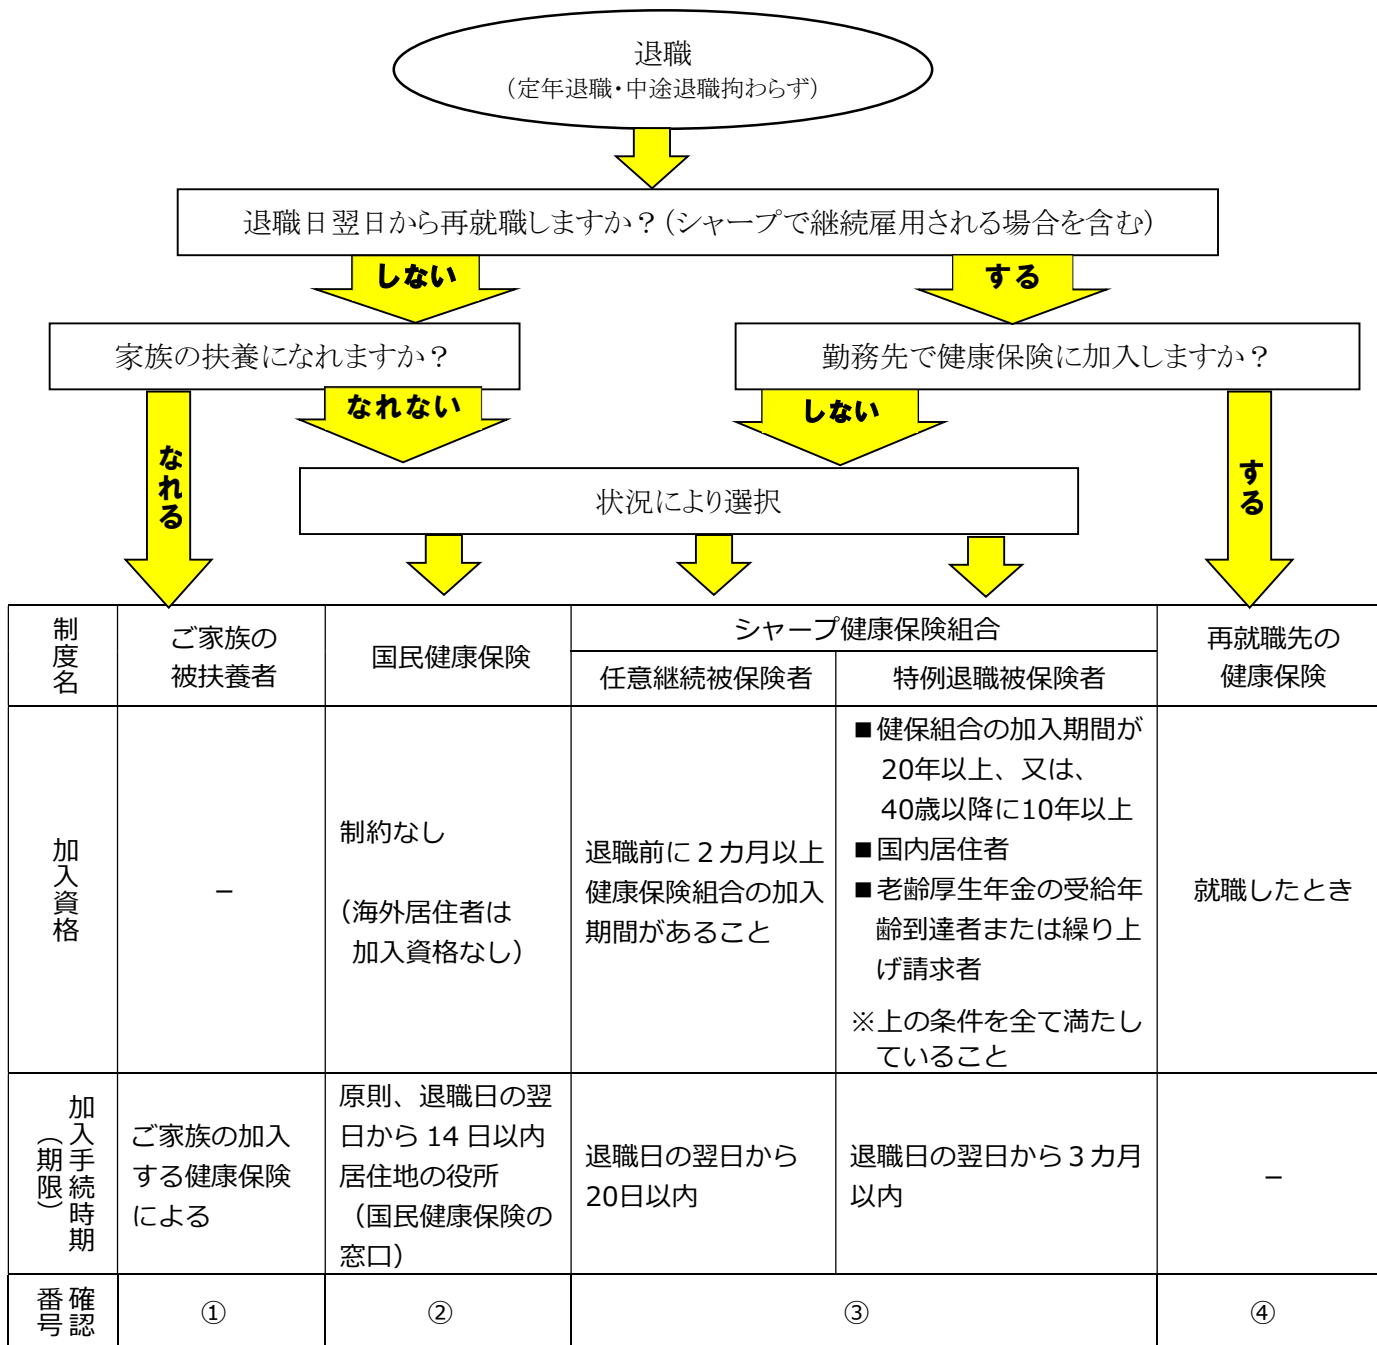 退職
（定年退職・中途退職拘わらず）
退職日翌日から再就職しますか？（シャープで継続雇用される場合を含む）
しない
する
家族の扶養になれますか？
勤務先で健康保険に加入しますか？
なれる
なれない
しない
する
状況により選択
制度名
ご家族の
被扶養者
国民健康保険
シャープ健康保険組合
任意継続被保険者
特例退職被保険者
再就職先の
健康保険
加入資格
－
制約なし
（海外居住者は
加入資格なし）
退職前に２カ月以上
健康保険組合の加入
期間があること
■健保組合の加入期間が
20年以上、又は、
40歳以降に10年以上
■国内居住者
■老齢厚生年金の受給年
齢到達者または繰り上
げ請求者
※上の条件を全て満たし
ていること
就職したとき
加入手続時期
（期限）
ご家族の加入
する健康保険
による
原則、退職日の翌
日から 14 日以内
居住地の役所
（国民健康保険の
窓口）
退職日の翌日から
20日以内
退職日の翌日から３カ月
以内
－
確認
番号
①
②
③
④